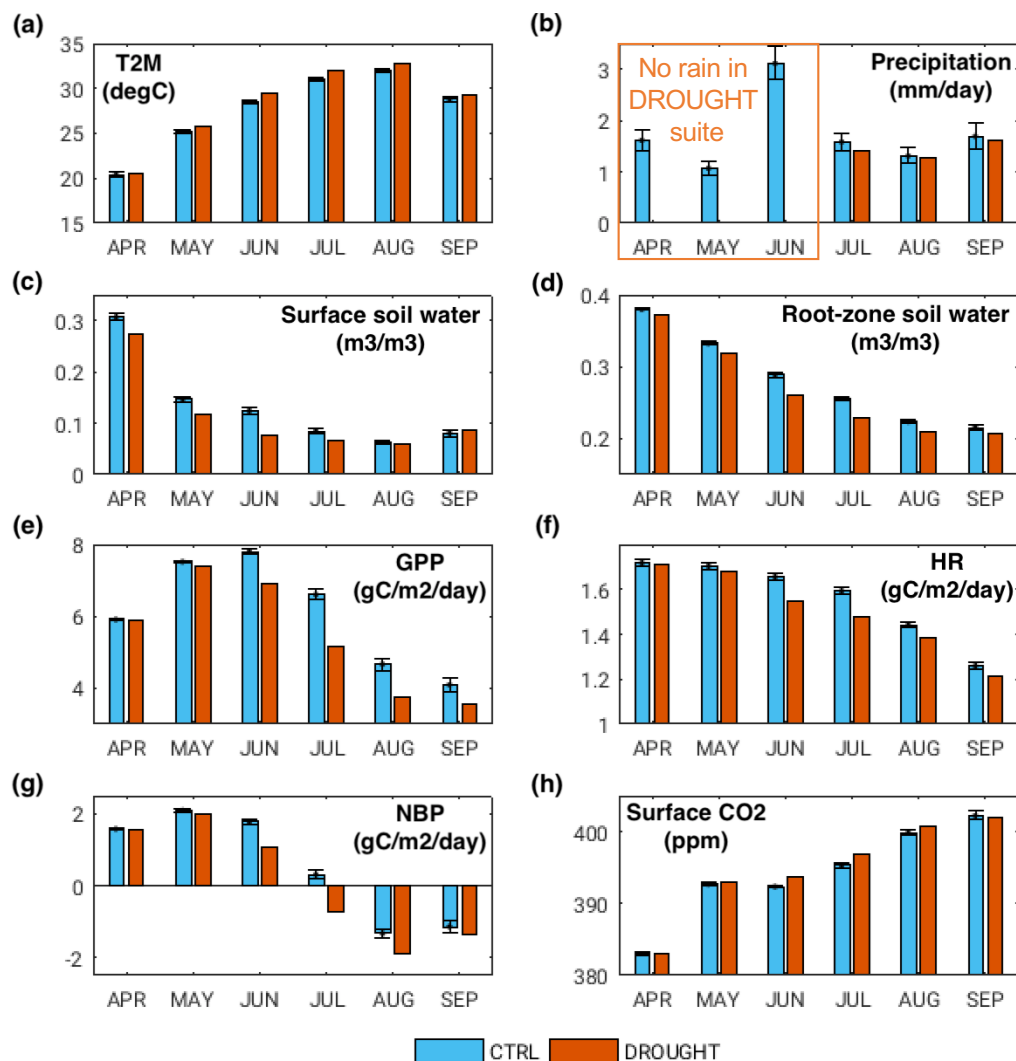 (a)
35
30
25
20
15
T2M
(degC)
APR MAY JUN JUL AUG SEP
(b)
3
2
1
0
No rain in
DROUGHT
suite
Precipitation
(mm/day)
APR MAY JUN JUL AUG SEP
(c)
0.3
0.2
0.1
0
Surface soil water
(m3/m3)
APR MAY JUN JUL AUG SEP
(d)
0.4
0.3
0.2
Root-zone soil water
(m3/m3)
APR MAY JUN JUL AUG SEP
(e)
8
6
4
GPP
(gC/m2/day)
APR MAY JUN JUL AUG SEP
(f)
1.6
1.4
1.2
1
HR
(gC/m2/day)
APR MAY JUN JUL AUG SEP
(g)
2
0
-2
NBP
(gC/m2/day)
APR MAY JUN JUL AUG SEP
(h)
400
390
380
Surface CO2
(ppm)
APR MAY JUN JUL AUG SEP
CTRL DROUGHT